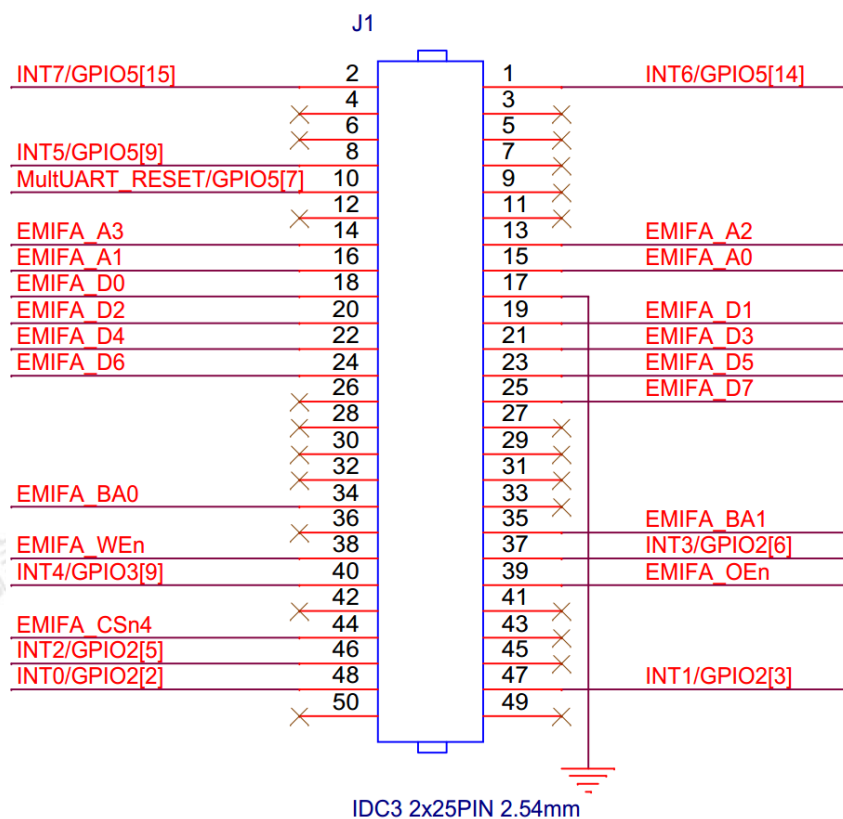 J1
INT7/GPIO5[15] 2 1 INT6/GPIO5[14]
4 3
6 5
INT5/GPIO5[9] 8 7
MultUART_RESET/GPIO5[7] 10 9
12 11
EMIFA_A3 14 13 EMIFA_A2
EMIFA_A1 16 15 EMIFA_A0
EMIFA_D0 18 17
EMIFA_D2 20 19 EMIFA_D1
EMIFA_D4 22 21 EMIFA_D3
EMIFA_D6 24 23 EMIFA_D5
26 25 EMIFA_D7
28 27
30 29
32 31
EMIFA_BA0 34 33
36 35 EMIFA_BA1
EMIFA_WEn 38 37 INT3/GPIO2[6]
INT4/GPIO3[9] 40 39 EMIFA_OEn
42 41
EMIFA_CSn4 44 43
INT2/GPIO2[5] 46 45
INT0/GPIO2[2] 48 47 INT1/GPIO2[3]
50 49
IDC3 2x25PIN 2.54mm